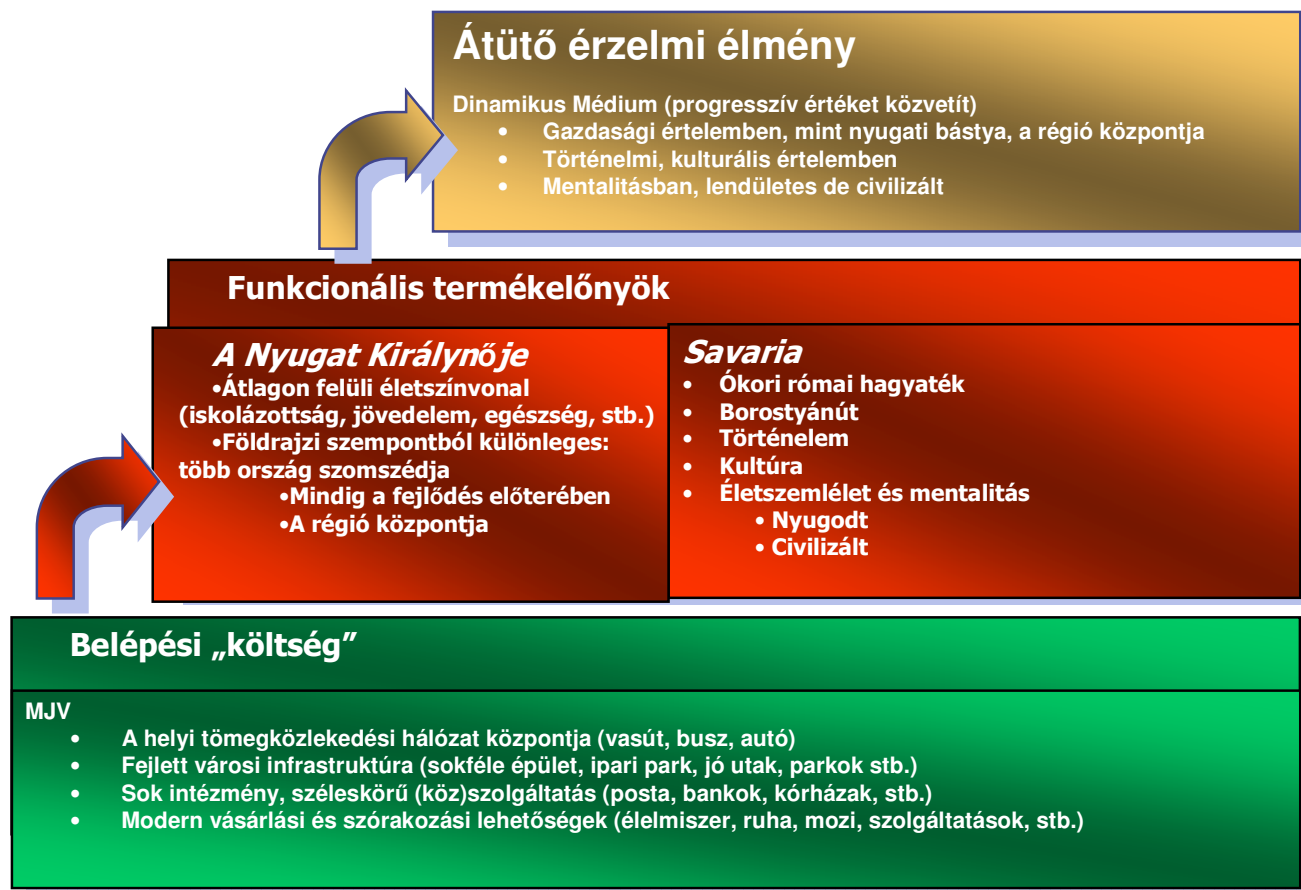 Átütő érzelmi élmény
Dinamikus Médium (progresszív értéket közvetít)
• Gazdasági értelemben, mint nyugati bástya, a régió központja
• Történelmi, kulturális értelemben
• Mentalitásban, lendületes de civilizált
Funkcionális termékelőnyök
A Nyugat Királynője
•Átlagon felüli életszínvonal
(iskolázottság, jövedelem, egészség, stb.)
•Földrajzi szempontból különleges:
több ország szomszédja
•Mindig a fejlődés előterében
•A régió központja
Savaria
• Ókori római hagyaték
• Borostyánút
• Történelem
• Kultúra
• Életszemlélet és mentalitás
• Nyugodt
• Civilizált
Belépési „költség”
MJV
• A helyi tömegközlekedési hálózat központja (vasút, busz, autó)
• Fejlett városi infrastruktúra (sokféle épület, ipari park, jó utak, parkok stb.)
• Sok intézmény, széleskörű (köz)szolgáltatás (posta, bankok, kórházak, stb.)
• Modern vásárlási és szórakozási lehetőségek (élelmiszer, ruha, mozi, szolgáltatások, stb.)